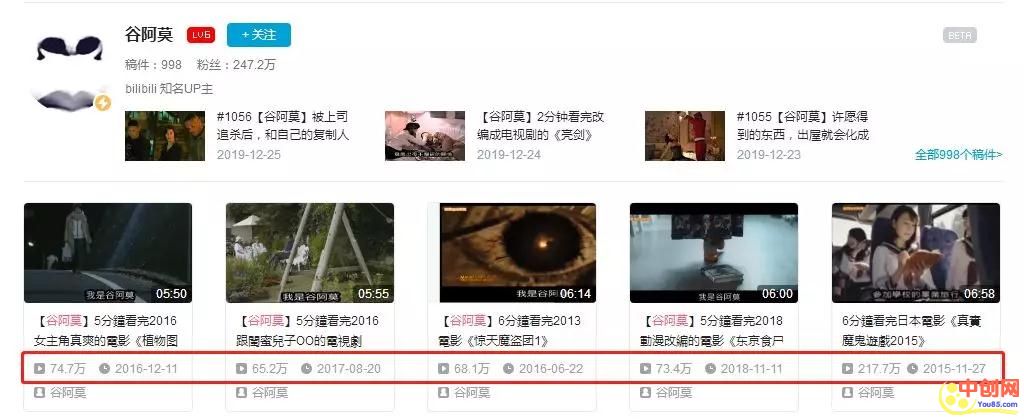 谷阿莫 LV6 + 关注 BETA
稿件：998 粉丝：247.2万
bilibili 知名UP主
#1056【谷阿莫】被上司
追杀后，和自己的复制人
2019-12-25
【谷阿莫】2分钟看完改
编成电视剧的《亮剑》
2019-12-24
#1055【谷阿莫】许愿得
到的东西，出屋就会化成
2019-12-23
全部998个稿件>
我是谷阿莫 05:50
我是谷阿莫 05:55
我是谷阿莫 06:14
我是谷阿莫 06:00
參加學校的畢業旅行 06:58
【谷阿莫】5分鐘看完2016
女主角真爽的電影《植物图
【谷阿莫】5分鐘看完2016
跟閨蜜兒子OO的電視劇
【谷阿莫】6分鐘看完2013
電影《惊天魔盗团1》
【谷阿莫】5分鐘看完2018
動漫改編的電影《东京食尸
6分鐘看完日本電影《真實
魔鬼遊戲2015》
74.7万 2016-12-11
65.2万 2017-08-20
68.1万 2016-06-22
73.4万 2018-11-11
217.7万 2015-11-27
谷阿莫
谷阿莫
谷阿莫
谷阿莫
中创网
You85.com